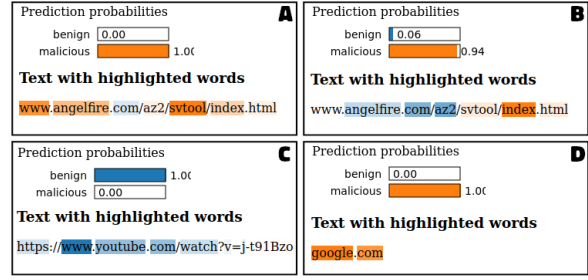 Prediction probabilities A
benign 0.00
malicious 1.00
Text with highlighted words
www.angelfire.com/az2/svtool/index.html
Prediction probabilities B
benign 0.06
malicious 0.94
Text with highlighted words
www.angelfire.com/az2/svtool/index.html
Prediction probabilities C
benign 1.00
malicious 0.00
Text with highlighted words
https://www.youtube.com/watch?v=j-t91Bzo
Prediction probabilities D
benign 0.00
malicious 1.00
Text with highlighted words
google.com